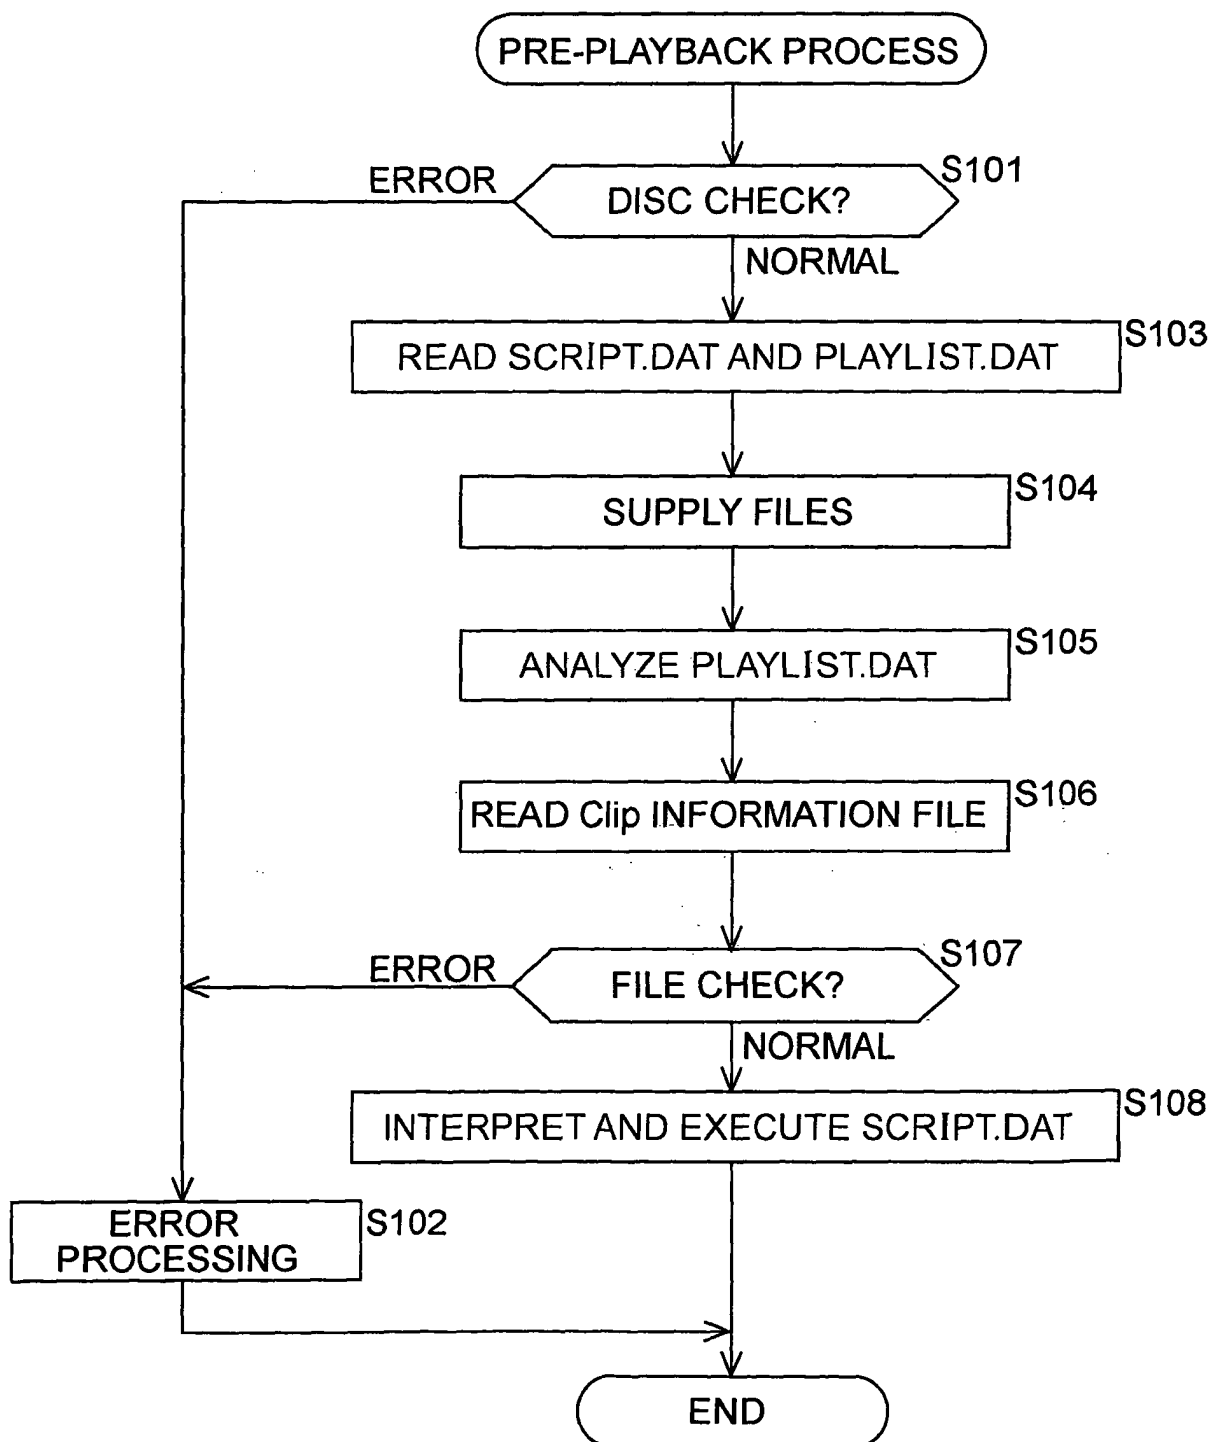 PRE-PLAYBACK PROCESS
S101
ERROR
DISC CHECK?
NORMAL
S103
READ SCRIPT.DAT AND PLAYLIST.DAT
S104
SUPPLY FILES
S105
ANALYZE PLAYLIST.DAT
S106
READ Clip INFORMATION FILE
S107
ERROR
FILE CHECK?
NORMAL
S108
INTERPRET AND EXECUTE SCRIPT.DAT
S102
ERROR
PROCESSING
END